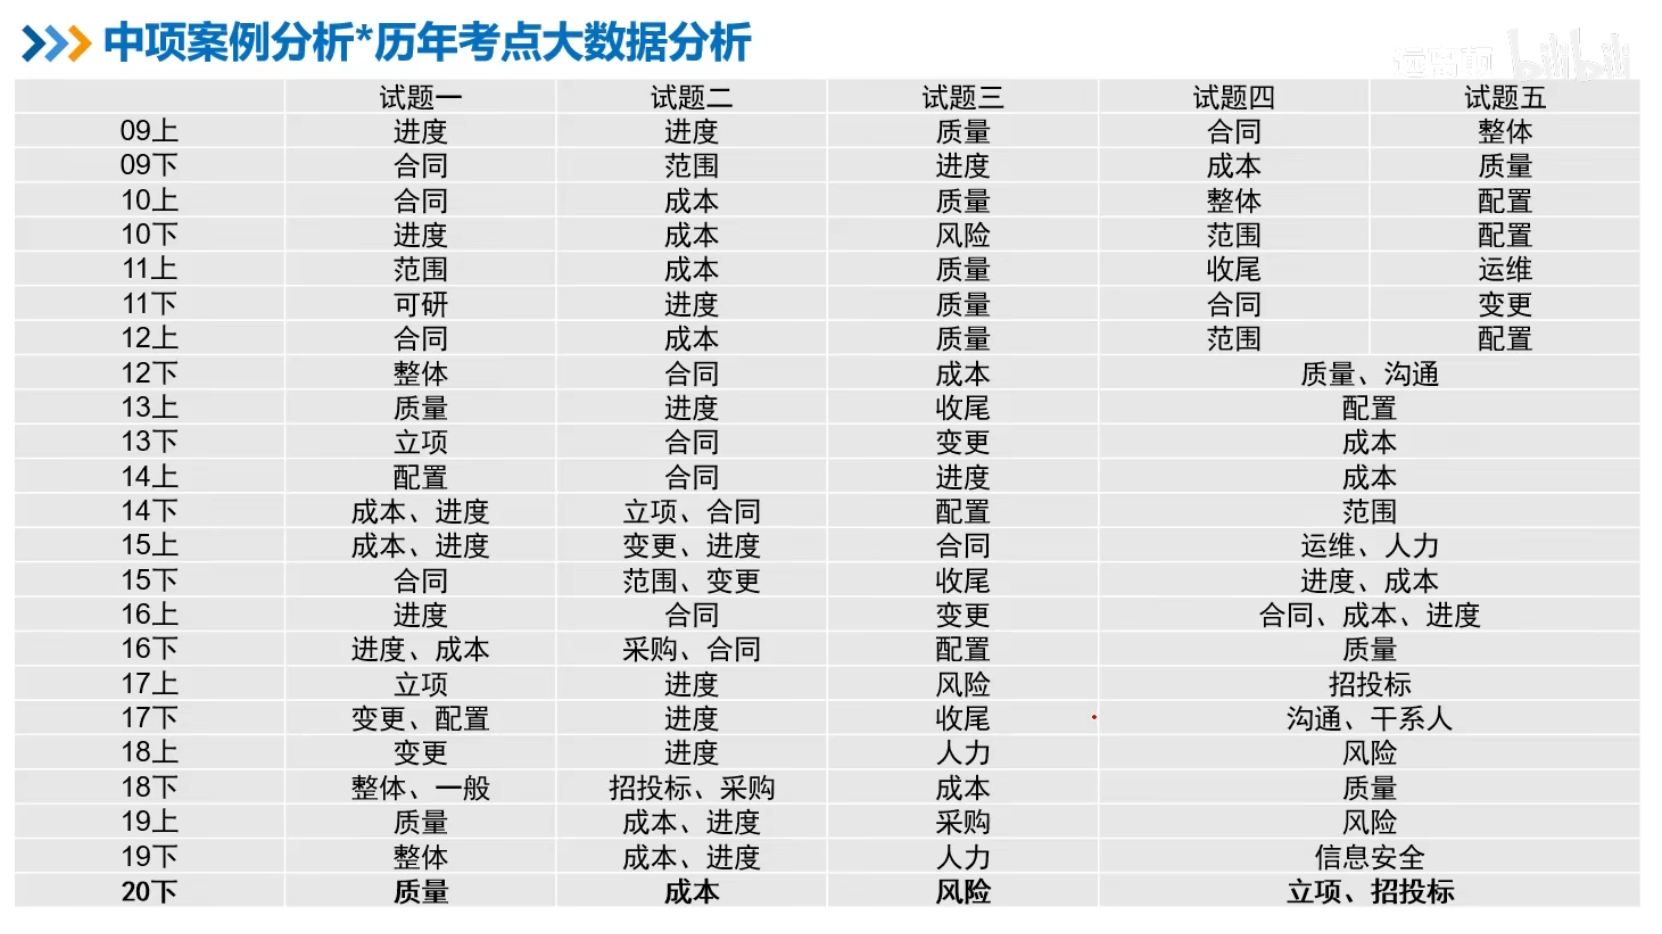 中项案例分析*历年考点大数据分析
bilibili
试题一 试题二 试题三 试题四 试题五
09上 进度 进度 质量 合同 整体
09下 合同 范围 进度 成本 质量
10上 合同 成本 质量 整体 配置
10下 进度 成本 风险 范围 配置
11上 范围 成本 质量 收尾 运维
11下 可研 进度 质量 合同 变更
12上 合同 成本 质量 范围 配置
12下 整体 合同 成本 质量、沟通
13上 质量 进度 收尾 配置
13下 立项 合同 变更 成本
14上 配置 合同 进度 成本
14下 成本、进度 立项、合同 配置 范围
15上 成本、进度 变更、进度 合同 运维、人力
15下 合同 范围、变更 收尾 进度、成本
16上 进度 合同 变更 合同、成本、进度
16下 进度、成本 采购、合同 配置 质量
17上 立项 进度 风险 招投标
17下 变更、配置 进度 收尾 沟通、干系人
18上 变更 进度 人力 风险
18下 整体、一般 招投标、采购 成本 质量
19上 质量 成本、进度 采购 风险
19下 整体 成本、进度 人力 信息安全
20下 质量 成本 风险 立项、招投标